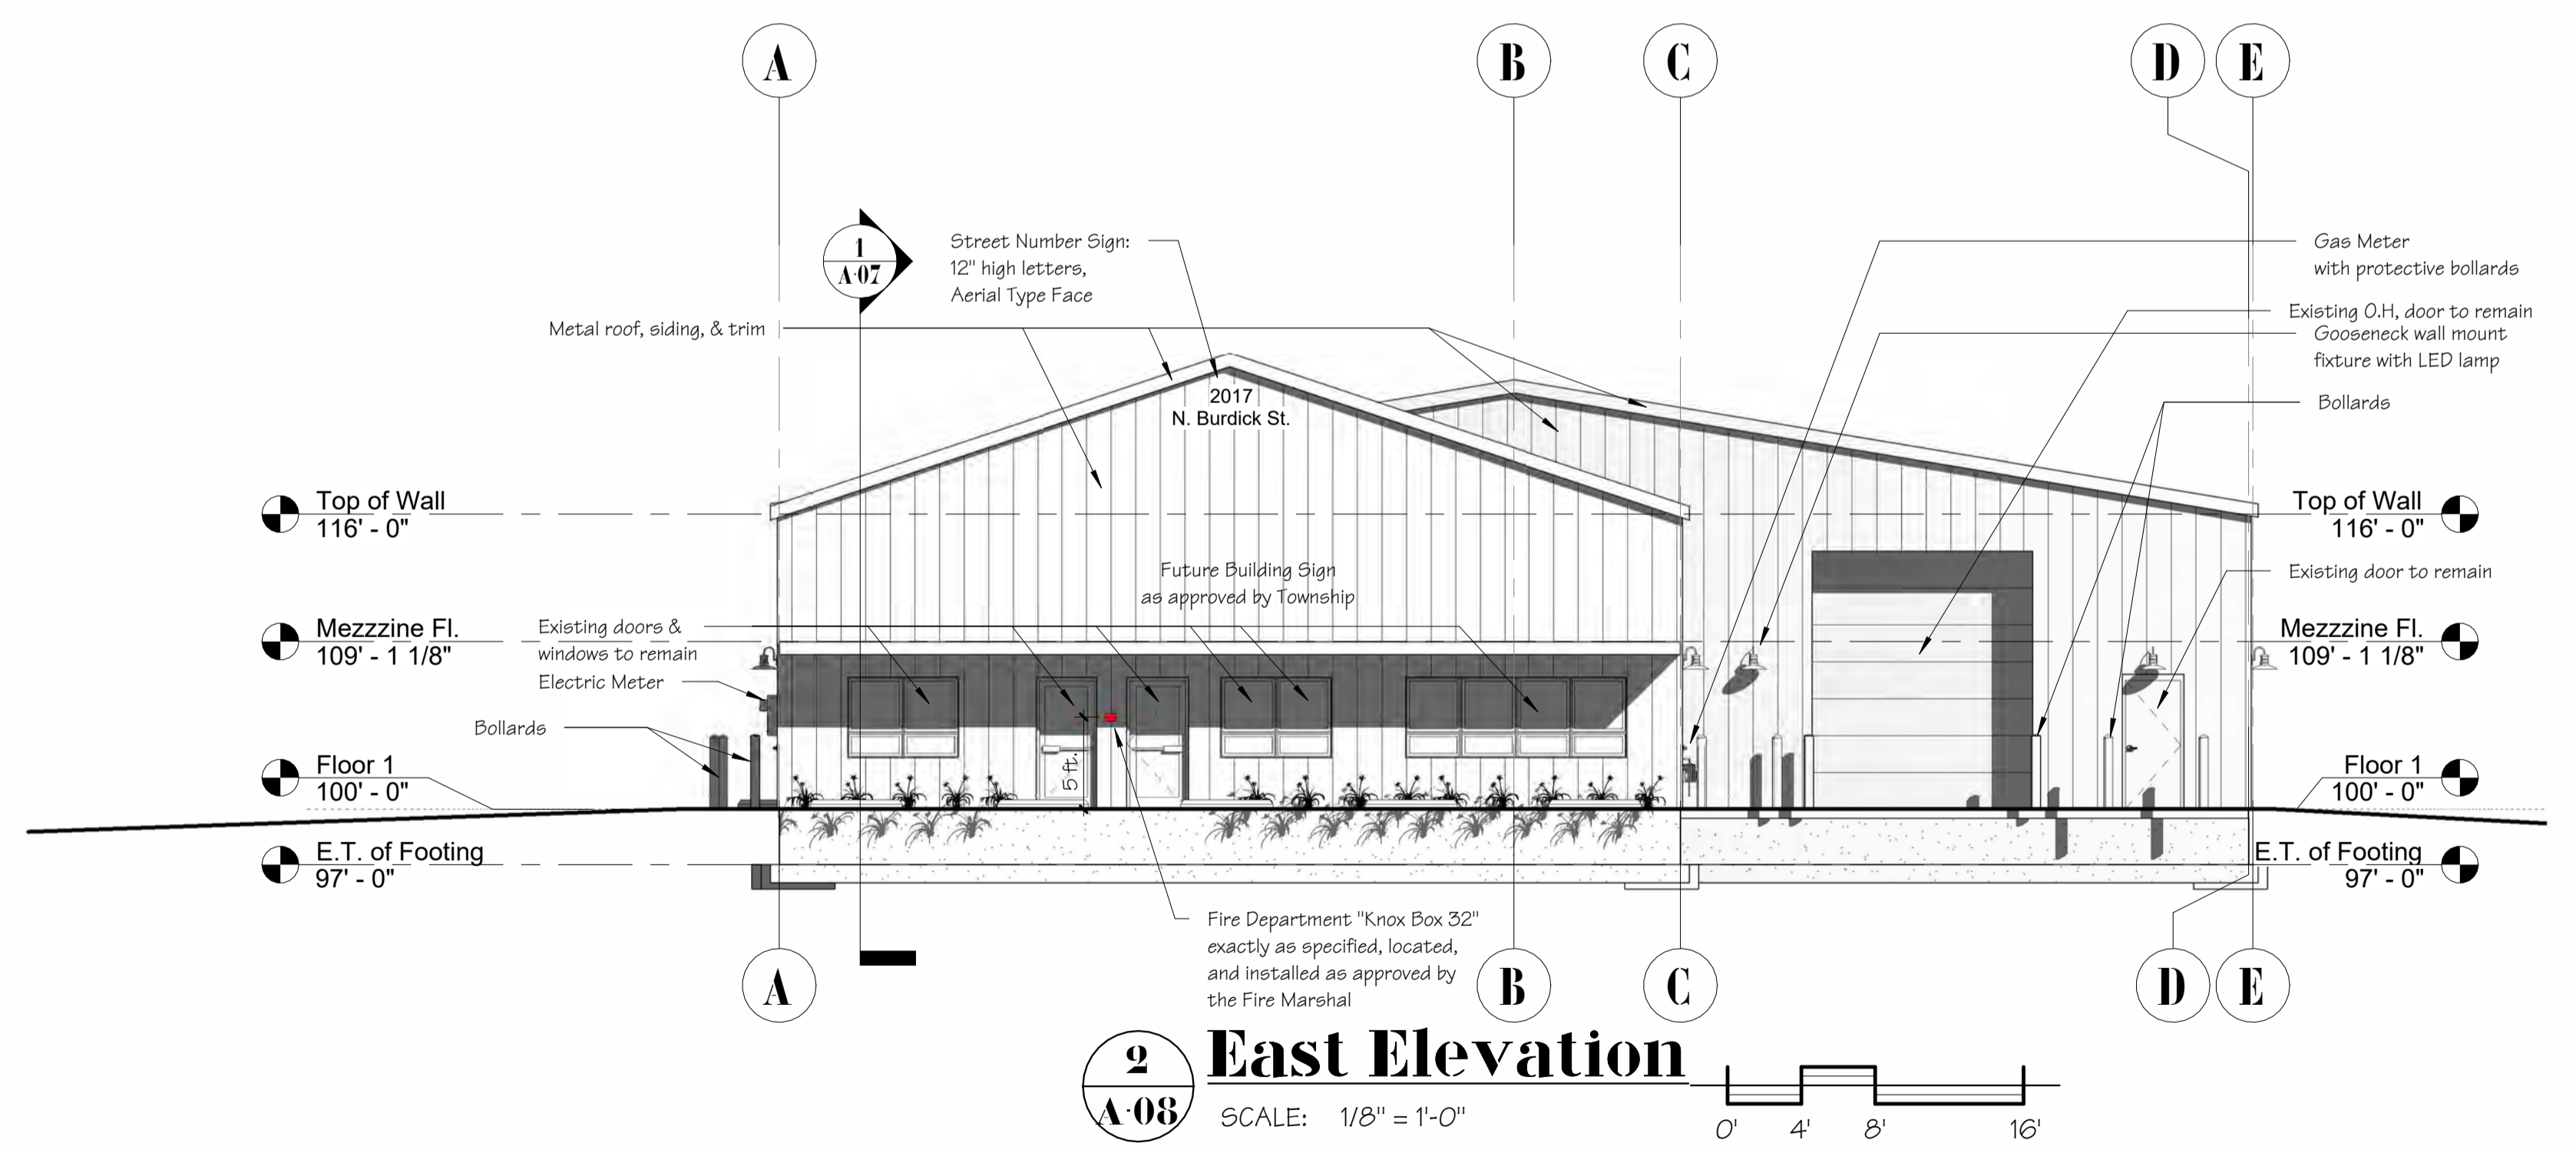 A
B
C
D
E
1
A·07
Street Number Sign:
12" high letters,
Aerial Type Face
Metal roof, siding, & trim
Gas Meter
with protective bollards
Existing O.H, door to remain
Gooseneck wall mount
fixture with LED lamp
Bollards
2017
N. Burdick St.
Top of Wall
116' - 0"
Top of Wall
116' - 0"
Future Building Sign
as approved by Township
Existing door to remain
Mezzzine Fl.
109' - 1 1/8"
Existing doors &
windows to remain
Electric Meter
Bollards
Mezzzine Fl.
109' - 1 1/8"
5 ft.
Floor 1
100' - 0"
Floor 1
100' - 0"
E.T. of Footing
97' - 0"
E.T. of Footing
97' - 0"
Fire Department "Knox Box 32"
exactly as specified, located,
and installed as approved by
the Fire Marshal
A
B
C
D
E
2
A·08
East Elevation
SCALE: 1/8" = 1'-0"
0' 4' 8' 16'